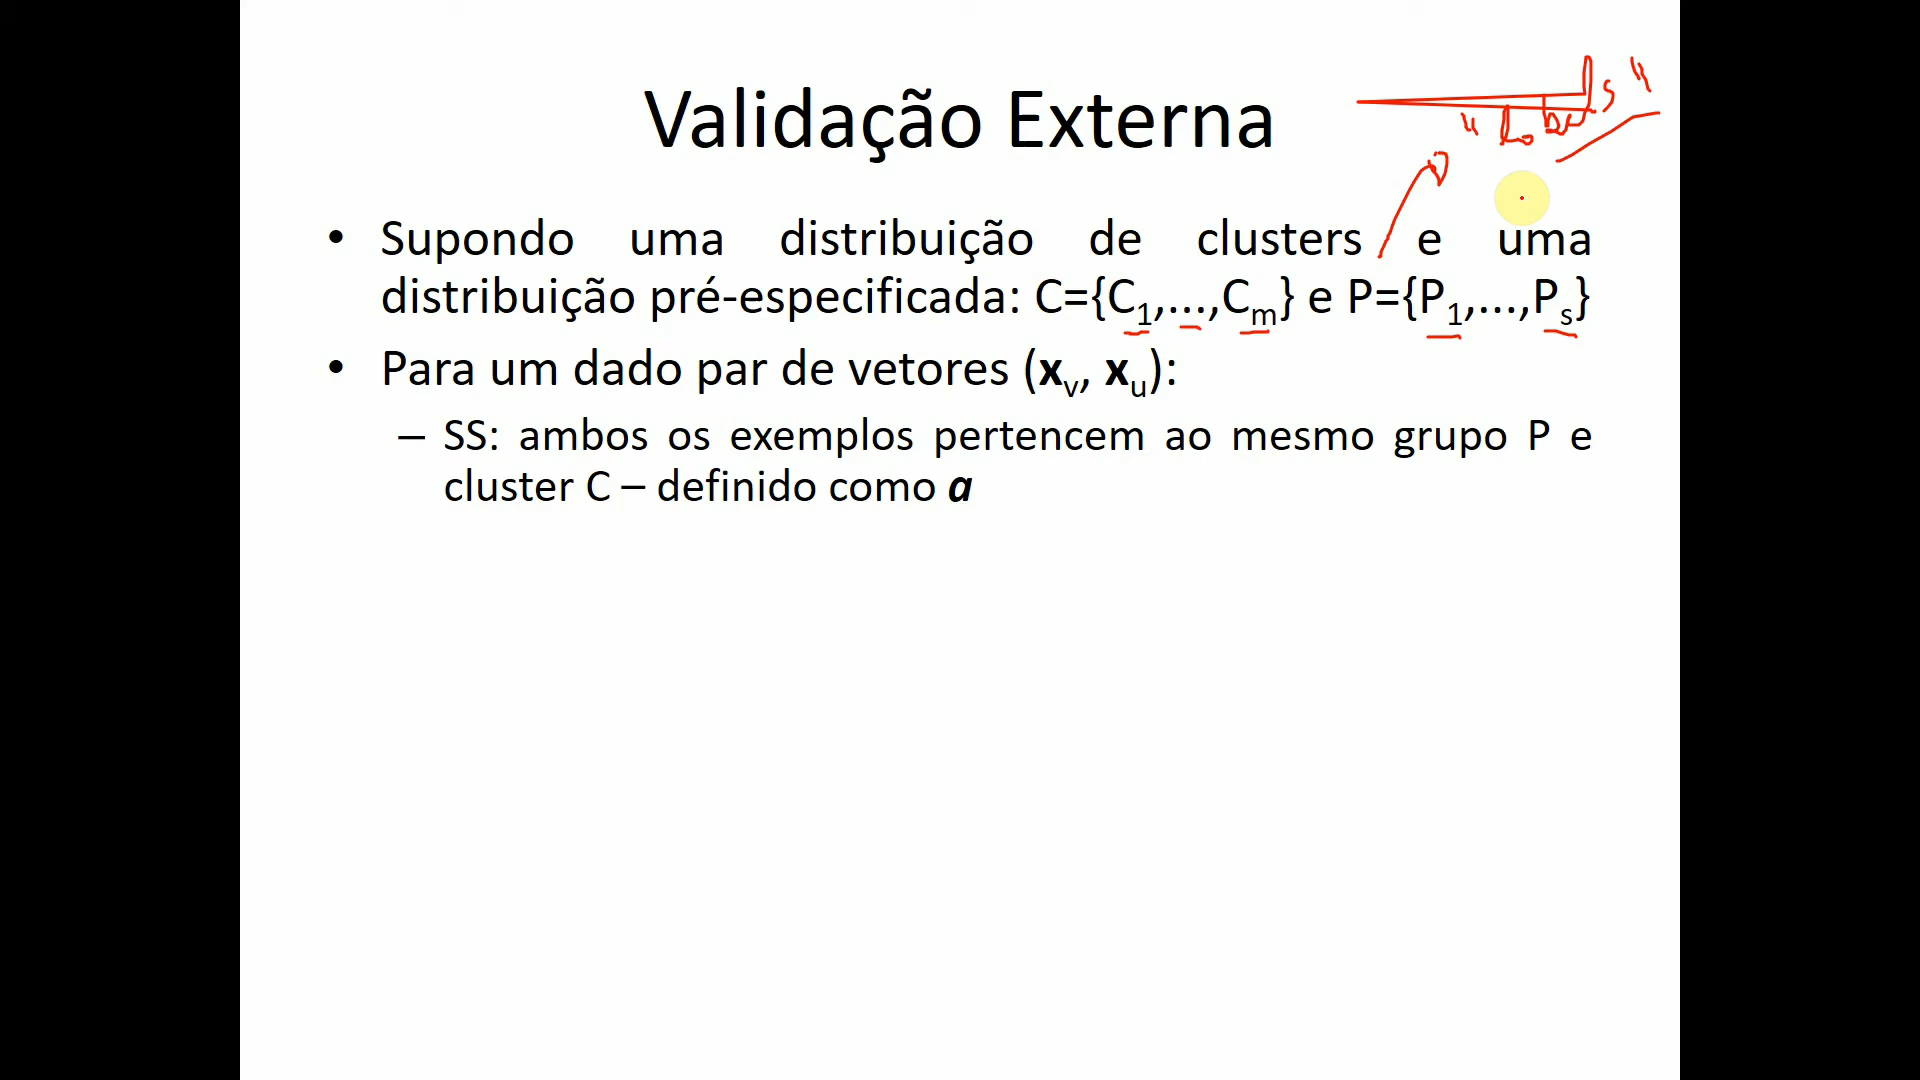 Validação Externa
• Supondo uma distribuição de clusters e uma
distribuição pré-especificada: C={C₁,...,Cₘ} e P={P₁,...,Pₛ}
• Para um dado par de vetores (xᵥ, xᵤ):
– SS: ambos os exemplos pertencem ao mesmo grupo P e
cluster C – definido como a